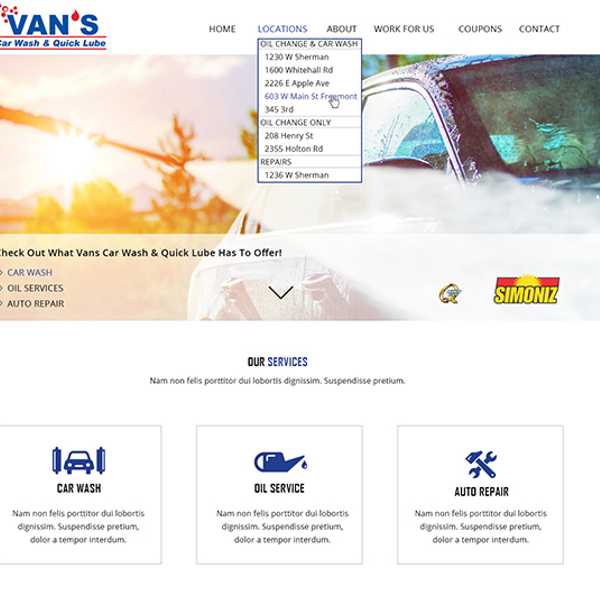 VAN'S
Car Wash & Quick Lube
HOME LOCATIONS ABOUT WORK FOR US COUPONS CONTACT
OIL CHANGE & CAR WASH
1230 W Sherman
1600 Whitehall Rd
2226 E Apple Ave
603 W Main St Freemont
345 3rd
OIL CHANGE ONLY
208 Henry St
2355 Holton Rd
REPAIRS
1236 W Sherman
Check Out What Vans Car Wash & Quick Lube Has To Offer!
CAR WASH
OIL SERVICES
AUTO REPAIR
SIMONIZ
OUR SERVICES
Nam non felis porttitor dui lobortis dignissim. Suspendisse pretium.
CAR WASH
Nam non felis porttitor dui lobortis
dignissim. Suspendisse pretium,
dolor a tempor interdum.
OIL SERVICE
Nam non felis porttitor dui lobortis
dignissim. Suspendisse pretium,
dolor a tempor interdum.
AUTO REPAIR
Nam non felis porttitor dui lobortis
dignissim. Suspendisse pretium,
dolor a tempor interdum.